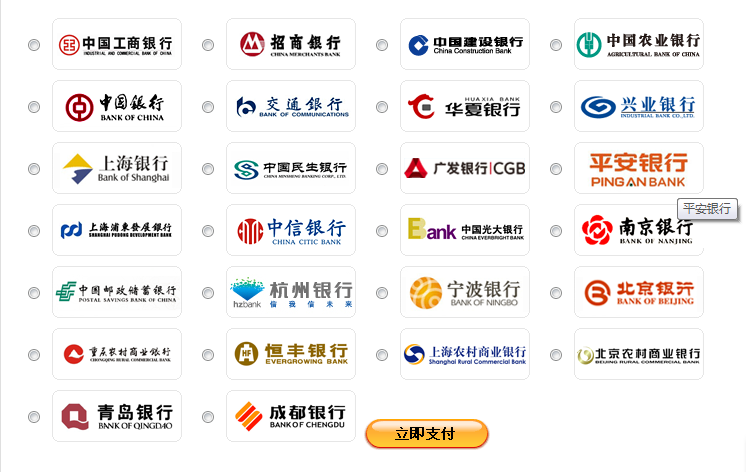 中国工商银行
INDUSTRIAL AND COMMERCIAL BANK OF CHINA
招商银行
CHINA MERCHANTS BANK
中国建设银行
China Construction Bank
中国农业银行
AGRICULTURAL BANK OF CHINA
中国银行
BANK OF CHINA
交通银行
BANK OF COMMUNICATIONS
HUAXIA BANK
华夏银行
兴业银行
INDUSTRIAL BANK CO.,LTD.
上海银行
Bank of Shanghai
中国民生银行
CHINA MINSHENG BANKING CORP., LTD.
广发银行|CGB
平安银行
PING AN BANK
平安银行
上海浦东發展銀行
SHANGHAI PUDONG DEVELOPMENT BANK
中信银行
CHINA CITIC BANK
Bank
中国光大银行
CHINA EVERBRIGHT BANK
南京银行
BANK OF NANJING
中国邮政储蓄银行
POSTAL SAVINGS BANK OF CHINA
hzbank
杭州银行
信我信未来
宁波银行
BANK OF NINGBO
北京银行
BANK OF BEIJING
重庆农村商业银行
CHONGQING RURAL COMMERCIAL BANK
HF
恒丰银行
EVERGROWING BANK
上海农村商业银行
Shanghai Rural Commercial Bank
北京农村商业银行
BEIJING RURAL COMMERCIAL BANK
青岛银行
BANK OF QINGDAO
成都银行
BANK OF CHENGDU
立即支付